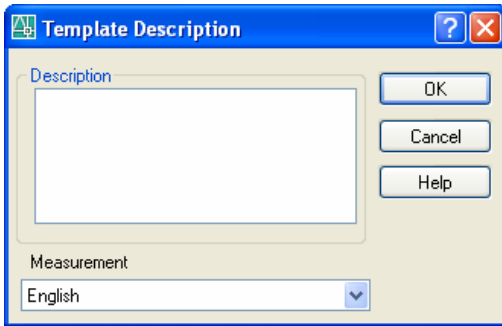 Template Description
Description
OK
Cancel
Help
Measurement
English